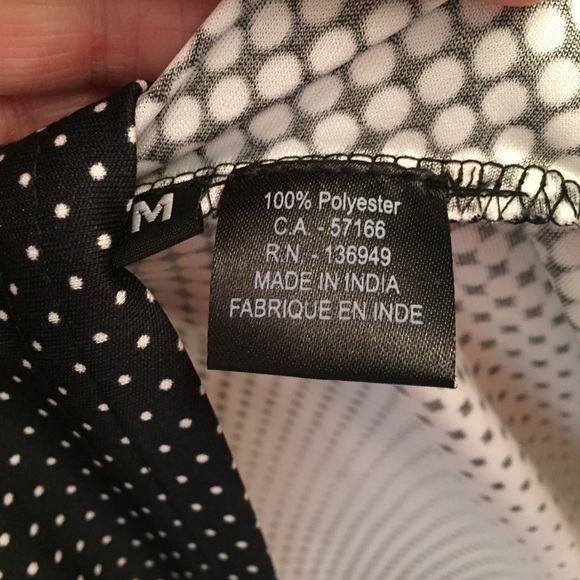 M
100% Polyester
C.A. - 57166
R.N. - 136949
MADE IN INDIA
FABRIQUE EN INDE